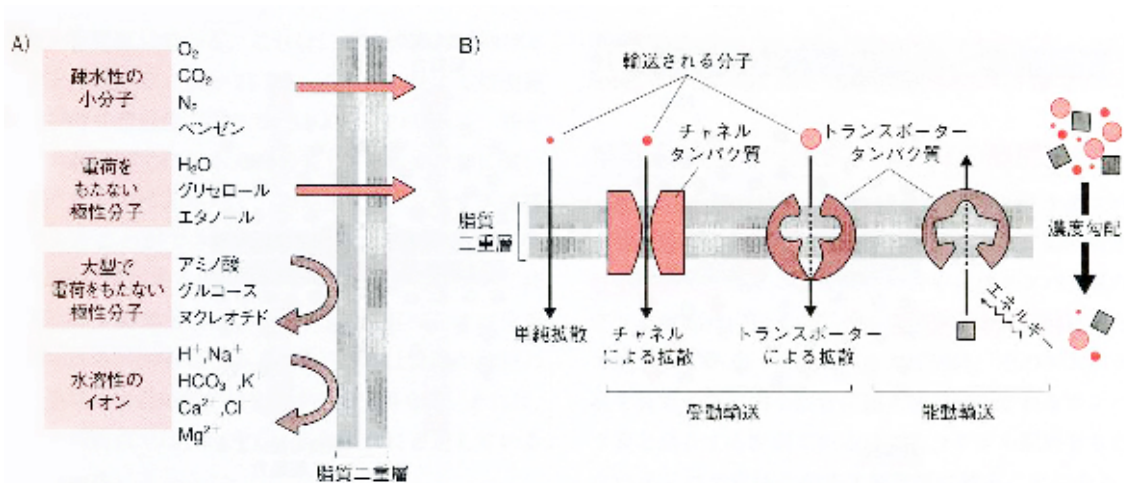 A)
疎水性の
小分子
O₂
CO₂
N₂
ベンゼン
電荷を
もたない
極性分子
H₂O
グリセロール
エタノール
大型で
電荷をもたない
極性分子
アミノ酸
グルコース
ヌクレオチド
水溶性の
イオン
H⁺,Na⁺
HCO₃⁻,K⁺
Ca²⁺,Cl
Mg²⁺
脂質二重層
B)
輸送される分子
チャネル
タンパク質
トランスポーター
タンパク質
脂質
二重層
濃度勾配
エネルギー
単純拡散
チャネル
による拡散
トランスポーター
による拡散
受動輸送
能動輸送